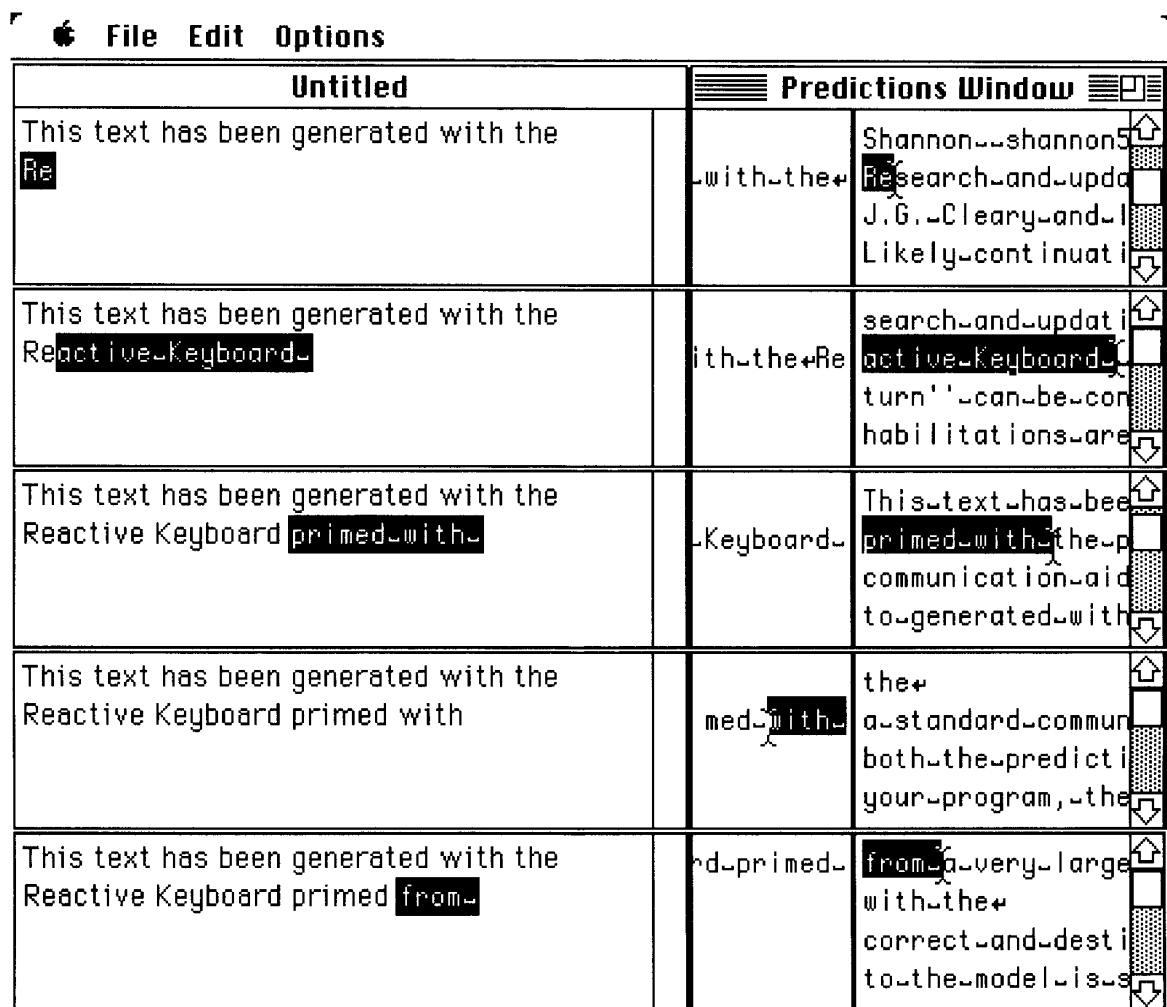 File Edit Options
Untitled
Predictions Window
This text has been generated with the
Re
␣with␣the↵
Shannon␣␣shannon5
Research␣and␣upda
J.G.␣Cleary␣and␣I
Likely␣continuati
This text has been generated with the
Reactive␣Keyboard␣
ith␣the↵Re
search␣and␣updati
active␣Keyboard␣
turn''␣can␣be␣con
habilitations␣are
This text has been generated with the
Reactive Keyboard primed␣with␣
␣Keyboard␣
This␣text␣has␣bee
primed␣with␣the␣p
communication␣aid
to␣generated␣with
This text has been generated with the
Reactive Keyboard primed with
med␣with␣
the↵
a␣standard␣commun
both␣the␣predicti
your␣program,␣the
This text has been generated with the
Reactive Keyboard primed from␣
rd␣primed␣
from␣a␣very␣large
with␣the↵
correct␣and␣desti
to␣the␣model␣is␣s